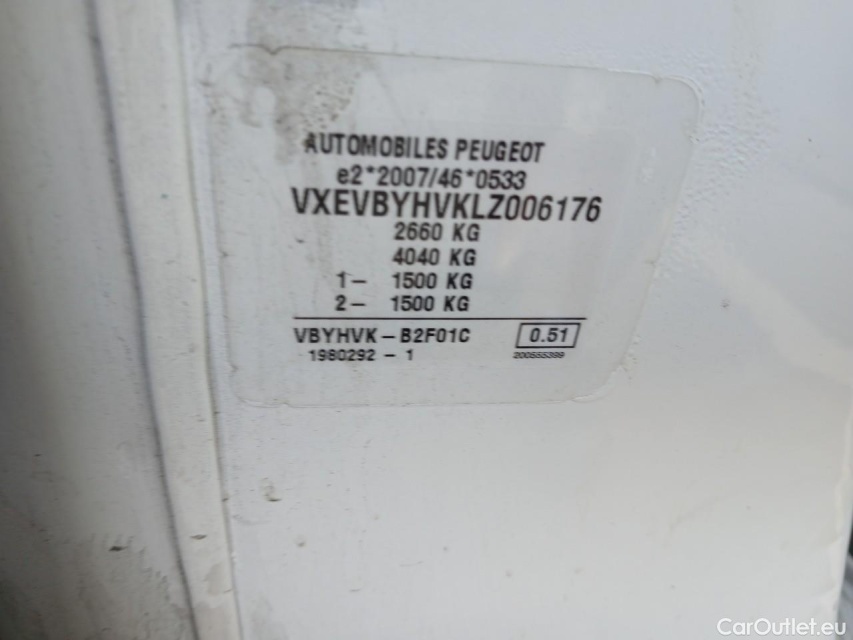 AUTOMOBILES PEUGEOT
e2*2007/46*0533
VXEVBYHVKLZ006176
2660 KG
4040 KG
1- 1500 KG
2- 1500 KG
VBYHVK-B2F01C 0.51
1980292-1 200555399
CarOutlet.eu